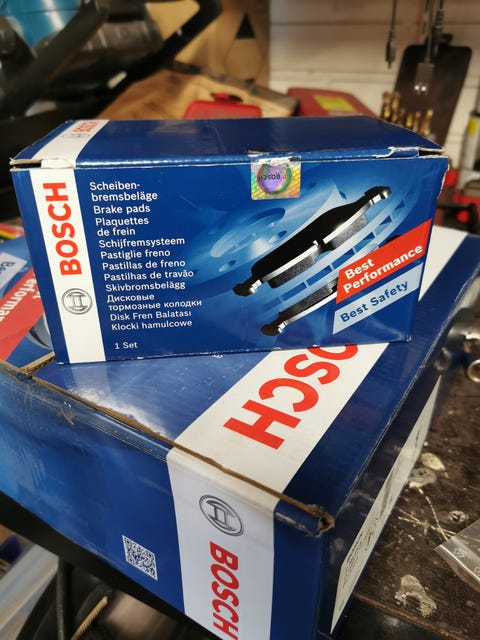 BOSCH
Scheiben-
bremsbeläge
Brake pads
Plaquettes
de frein
Schijfremsysteem
Pastiglie freno
Pastillas de freno
Pastilhas de travão
Skivbromsbelägg
Дисковые
тормозные колодки
Disk Fren Balatası
Klocki hamulcowe
1 Set
BOSCH
Best
Performance
Best Safety
BOSCH
BOSCH